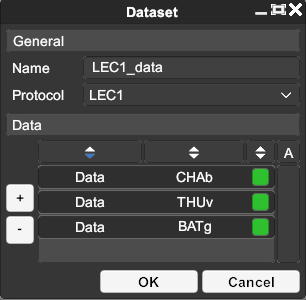 Dataset
General
Name LEC1_data
Protocol LEC1
Data
A
Data CHAb
+ Data THUv
- Data BATg
OK Cancel